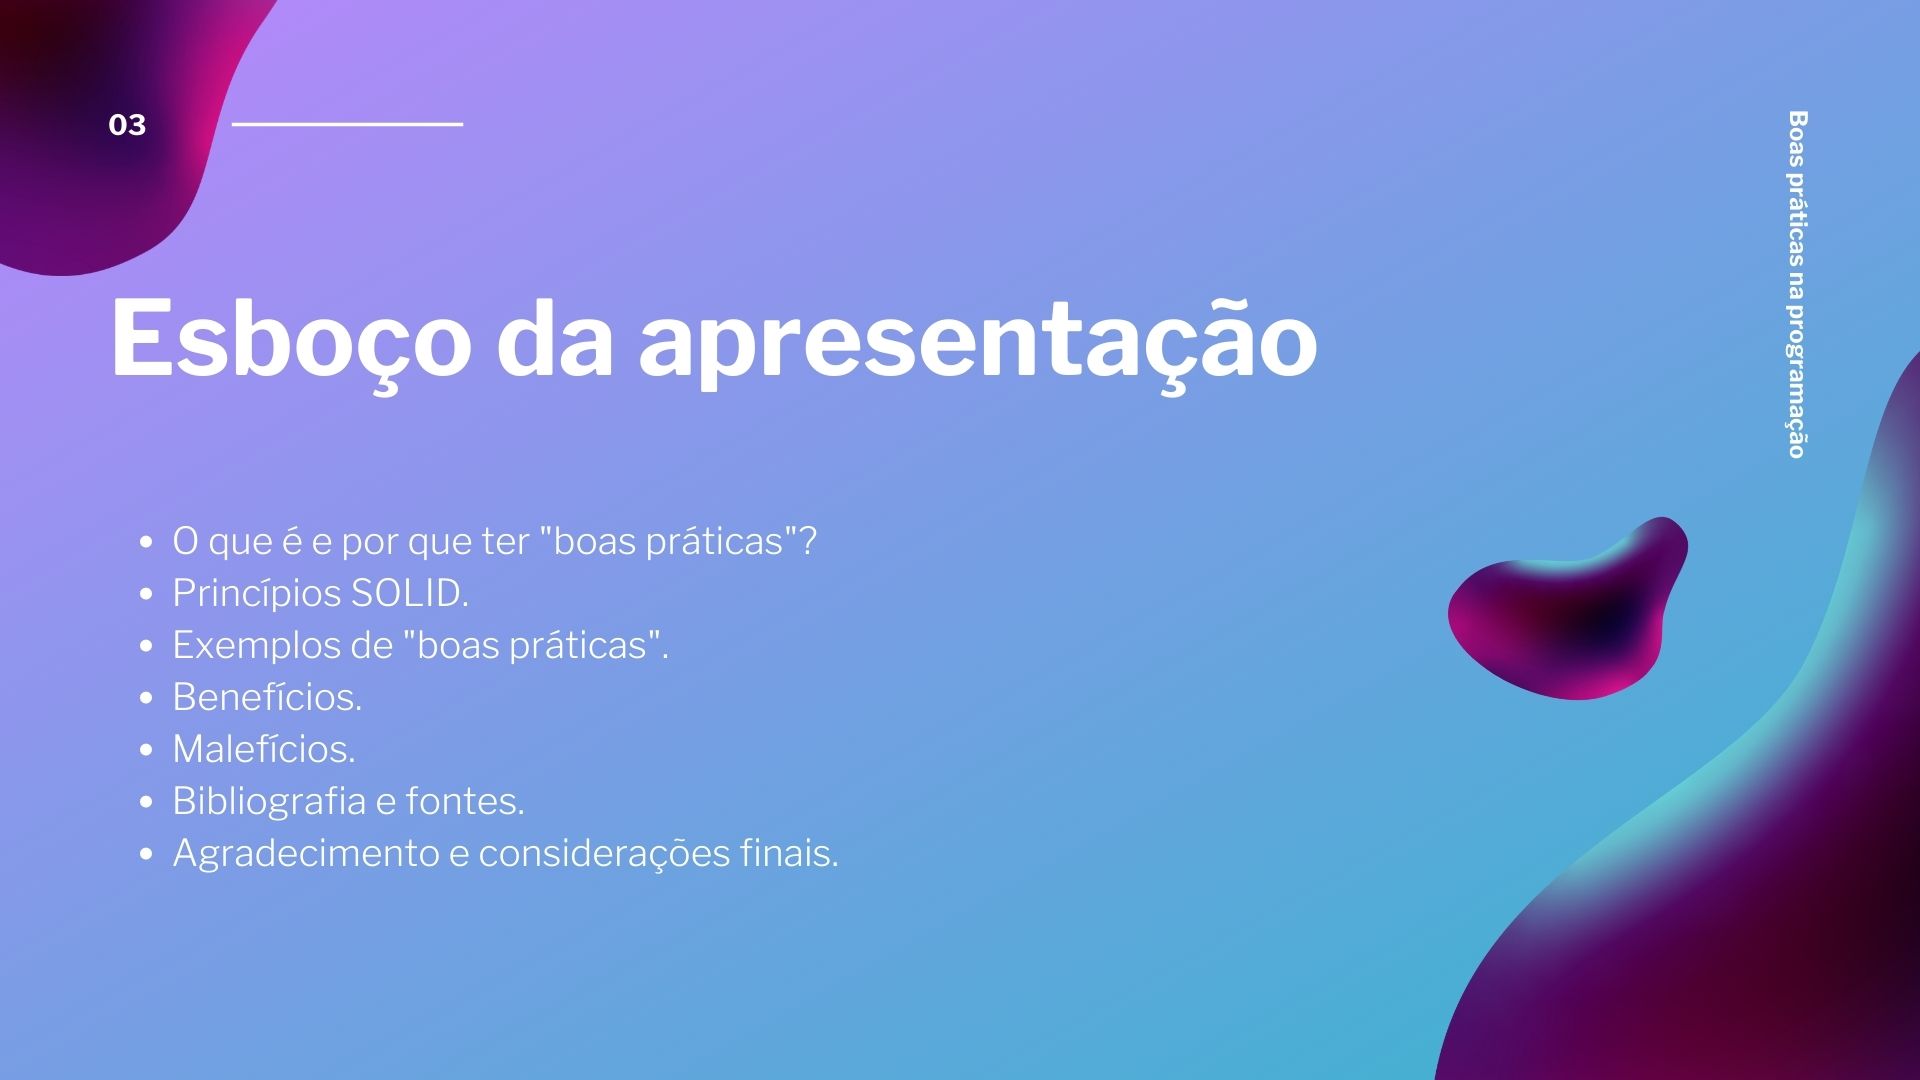 03
Boas práticas na programação
Esboço da apresentação
• O que é e por que ter "boas práticas"?
• Princípios SOLID.
• Exemplos de "boas práticas".
• Benefícios.
• Malefícios.
• Bibliografia e fontes.
• Agradecimento e considerações finais.